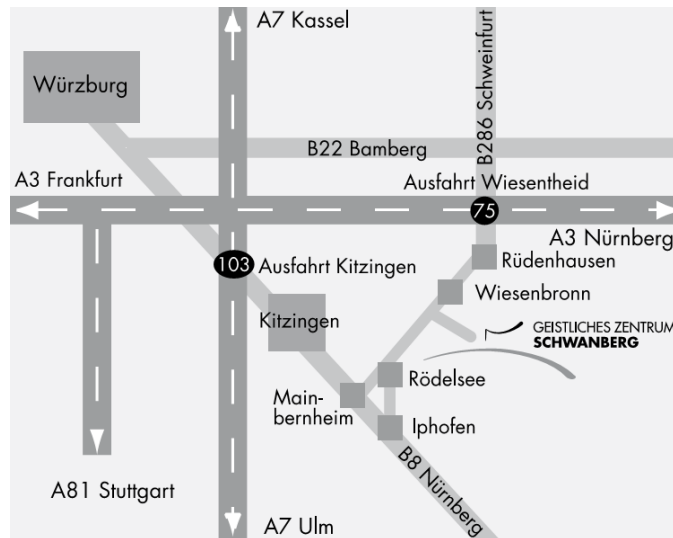 A7 Kassel
Würzburg
B286 Schweinfurt
B22 Bamberg
A3 Frankfurt
Ausfahrt Wiesentheid
75
A3 Nürnberg
103
Ausfahrt Kitzingen
Rüdenhausen
Wiesenbronn
Kitzingen
GEISTLICHES ZENTRUM
SCHWANBERG
Rödelsee
Main-
bernheim
Iphofen
B8 Nürnberg
A81 Stuttgart
A7 Ulm